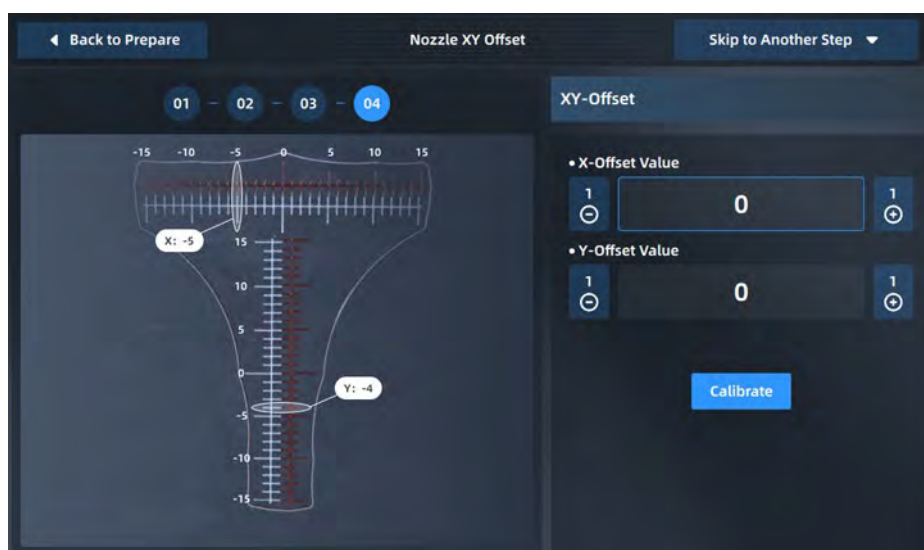 Back to Prepare
Nozzle XY Offset
Skip to Another Step
01 - 02 - 03 - 04
XY-Offset
-15 -10 -5 0 5 10 15
X: -5
15
10
5
0
Y: -4
-5
-10
-15
• X-Offset Value
1 0 1
• Y-Offset Value
1 0 1
Calibrate